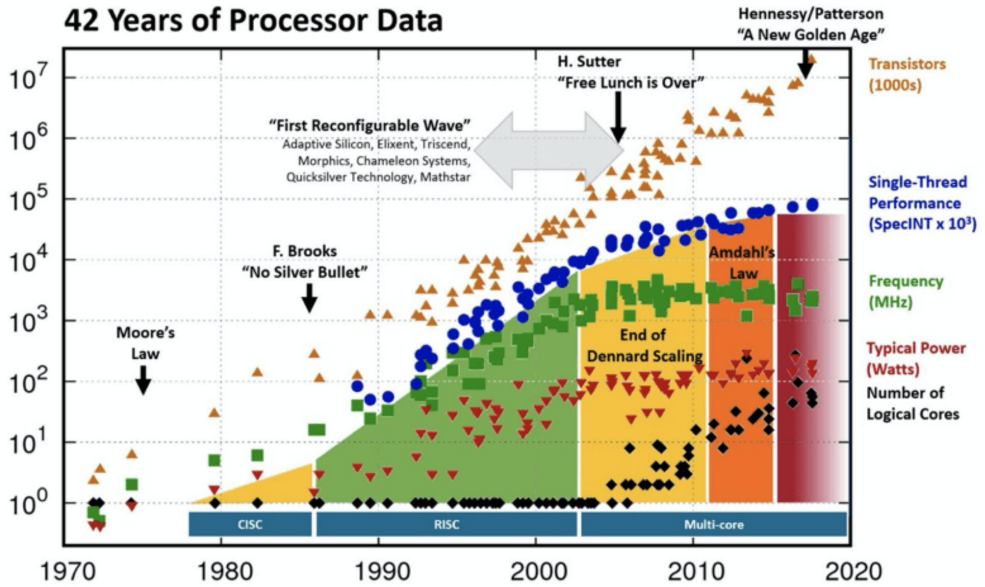 42 Years of Processor Data
Hennessy/Patterson
“A New Golden Age”
H. Sutter
“Free Lunch is Over”
“First Reconfigurable Wave”
Adaptive Silicon, Elixent, Triscend,
Morphics, Chameleon Systems,
Quicksilver Technology, Mathstar
F. Brooks
“No Silver Bullet”
Moore’s
Law
Amdahl’s
Law
End of
Dennard Scaling
Transistors
(1000s)
Single-Thread
Performance
(SpecINT x 10³)
Frequency
(MHz)
Typical Power
(Watts)
Number of
Logical Cores
10⁷
10⁶
10⁵
10⁴
10³
10²
10¹
10⁰
CISC
RISC
Multi-core
1970
1980
1990
2000
2010
2020